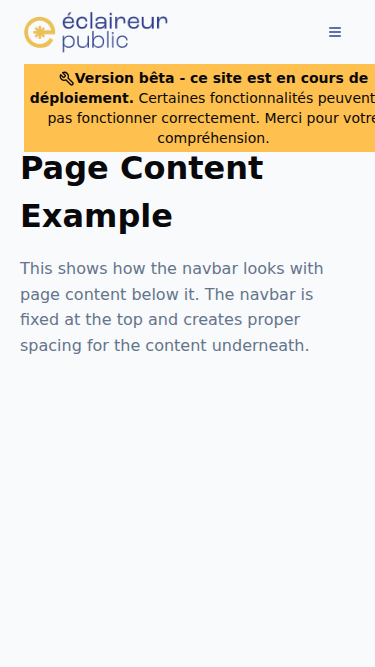 éclaireur
public
Version bêta - ce site est en cours de
déploiement. Certaines fonctionnalités peuvent
pas fonctionner correctement. Merci pour votre
compréhension.
Page Content
Example
This shows how the navbar looks with
page content below it. The navbar is
fixed at the top and creates proper
spacing for the content underneath.